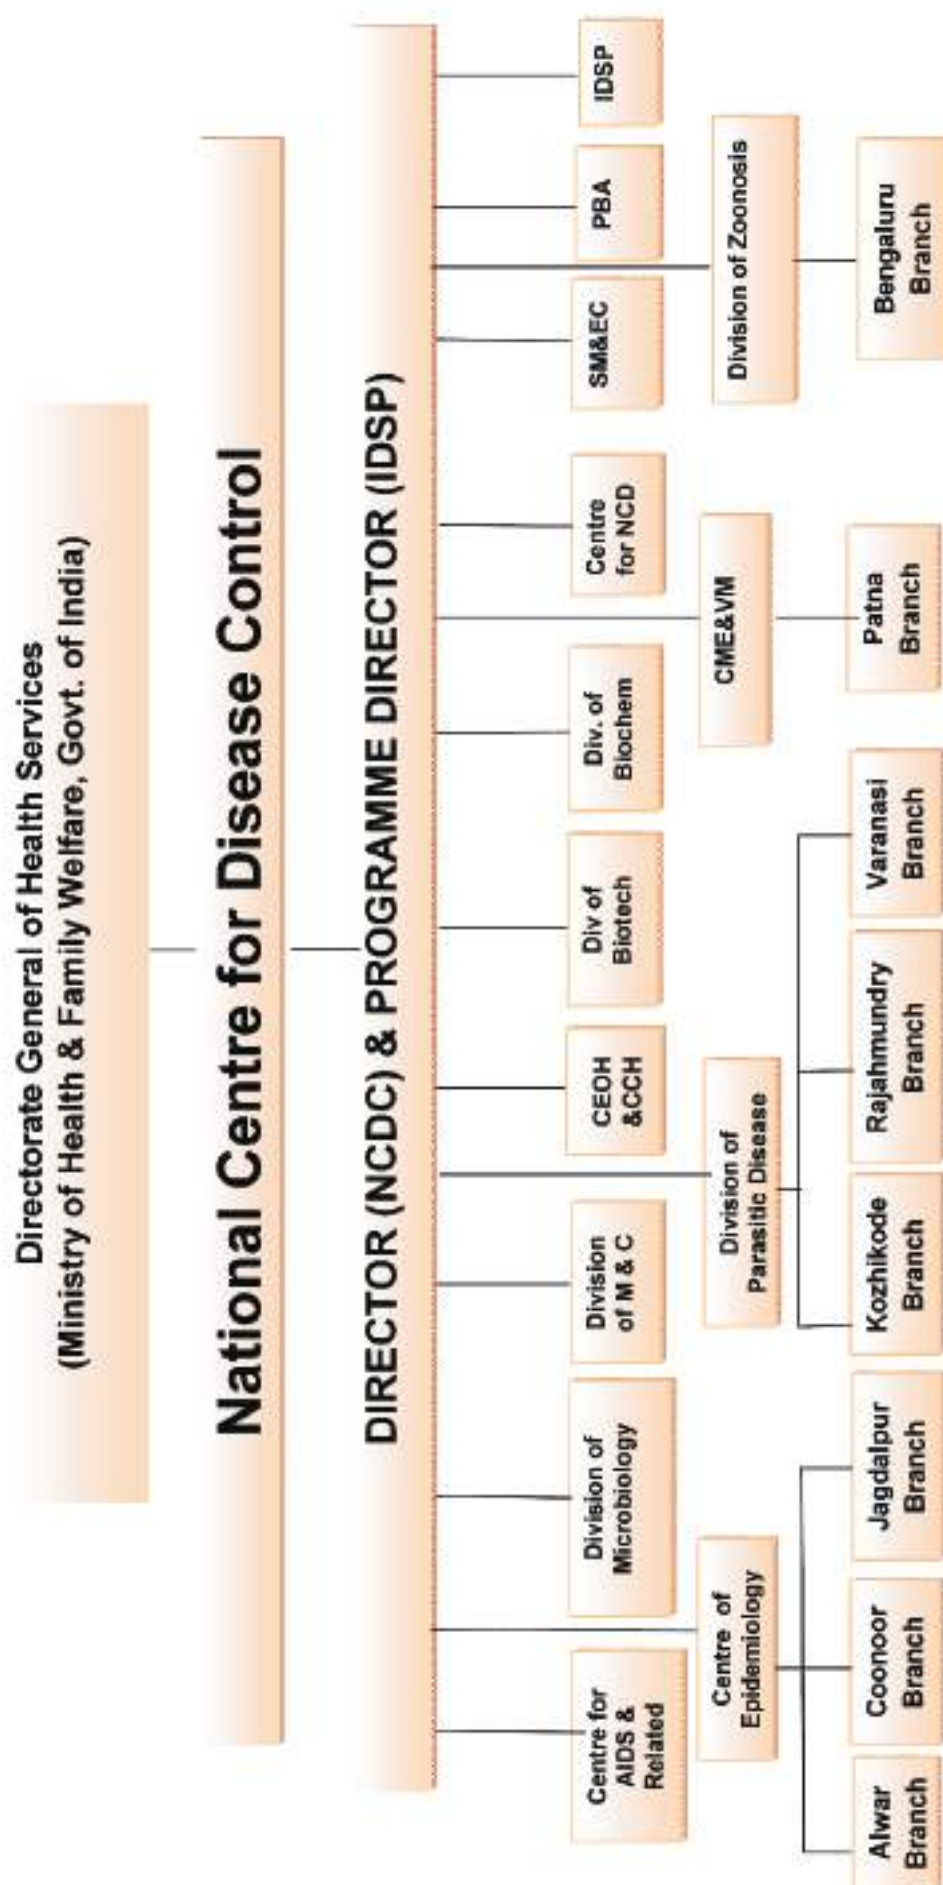 Directorate General of Health Services
(Ministry of Health & Family Welfare, Govt. of India)
National Centre for Disease Control
DIRECTOR (NCDC) & PROGRAMME DIRECTOR (IDSP)
Centre for
AIDS &
Related
Division of
Microbiology
Division
of M & C
CEOH
&CCH
Div of
Biotech
Div. of
Biochem
Centre
for NCD
SM&EC
PBA
IDSP
Centre of
Epidemiology
Division of
Parasitic Disease
CME&VM
Division of Zoonosis
Alwar
Branch
Coonoor
Branch
Jagdalpur
Branch
Kozhikode
Branch
Rajahmundry
Branch
Varanasi
Branch
Patna
Branch
Bengaluru
Branch